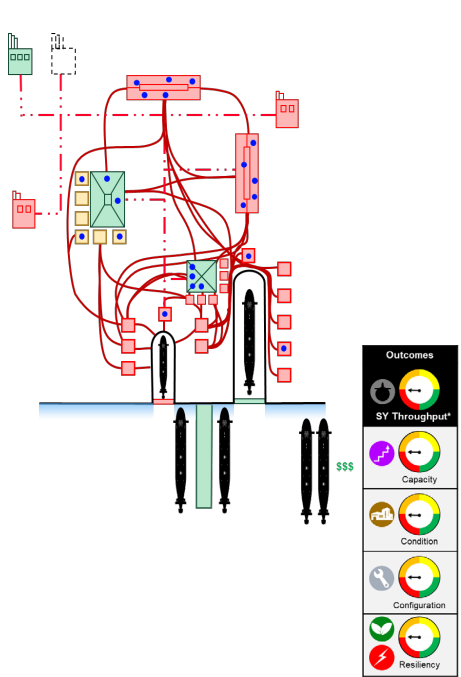 Outcomes
SY Throughput*
$$$
Capacity
Condition
Configuration
Resiliency